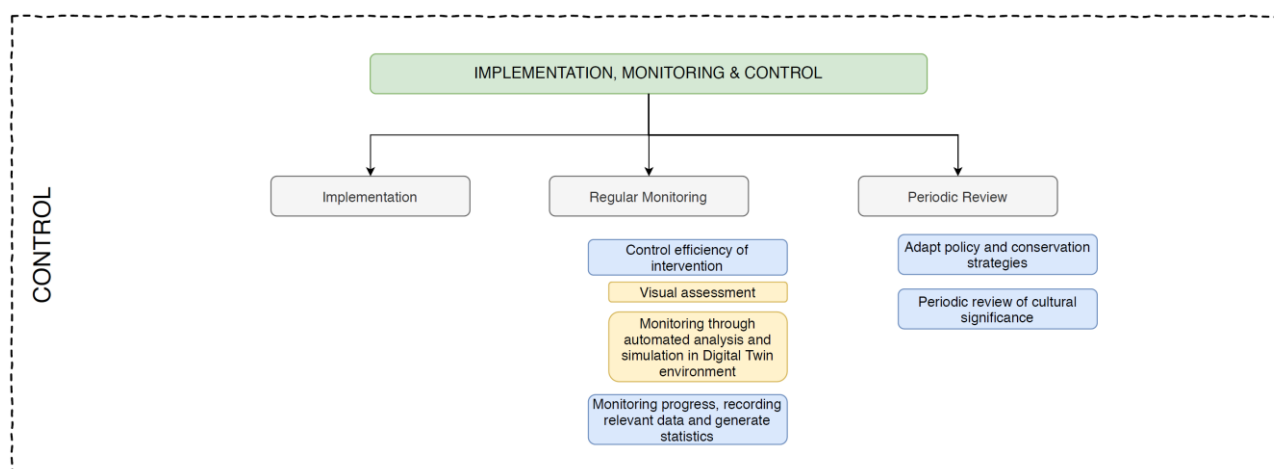 IMPLEMENTATION, MONITORING & CONTROL
CONTROL
Implementation
Regular Monitoring
Periodic Review
Control efficiency of
intervention
Visual assessment
Monitoring through
automated analysis and
simulation in Digital Twin
environment
Monitoring progress, recording
relevant data and generate
statistics
Adapt policy and conservation
strategies
Periodic review of cultural
significance